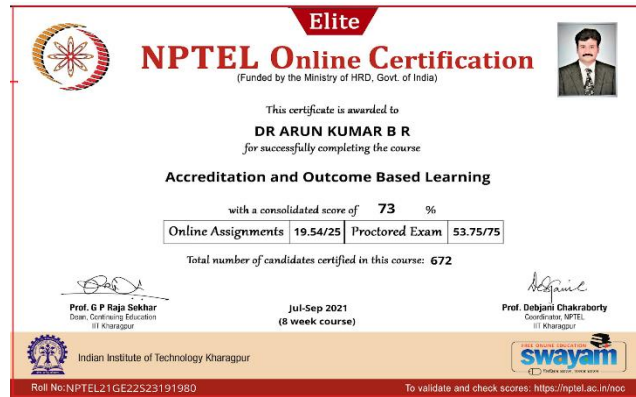 Elite
NPTEL Online Certification
(Funded by the Ministry of HRD, Govt. of India)
This certificate is awarded to
DR ARUN KUMAR B R
for successfully completing the course
Accreditation and Outcome Based Learning
with a consolidated score of 73 %
Online Assignments 19.54/25 Proctored Exam 53.75/75
Total number of candidates certified in this course: 672
Prof. G P Raja Sekhar
Dean, Continuing Education
IIT Kharagpur
Jul-Sep 2021
(8 week course)
Prof. Debjani Chakraborty
Coordinator, NPTEL
IIT Kharagpur
Indian Institute of Technology Kharagpur
FREE ONLINE EDUCATION
swayam
Roll No:NPTEL21GE22S23191980
To validate and check scores: https://nptel.ac.in/noc